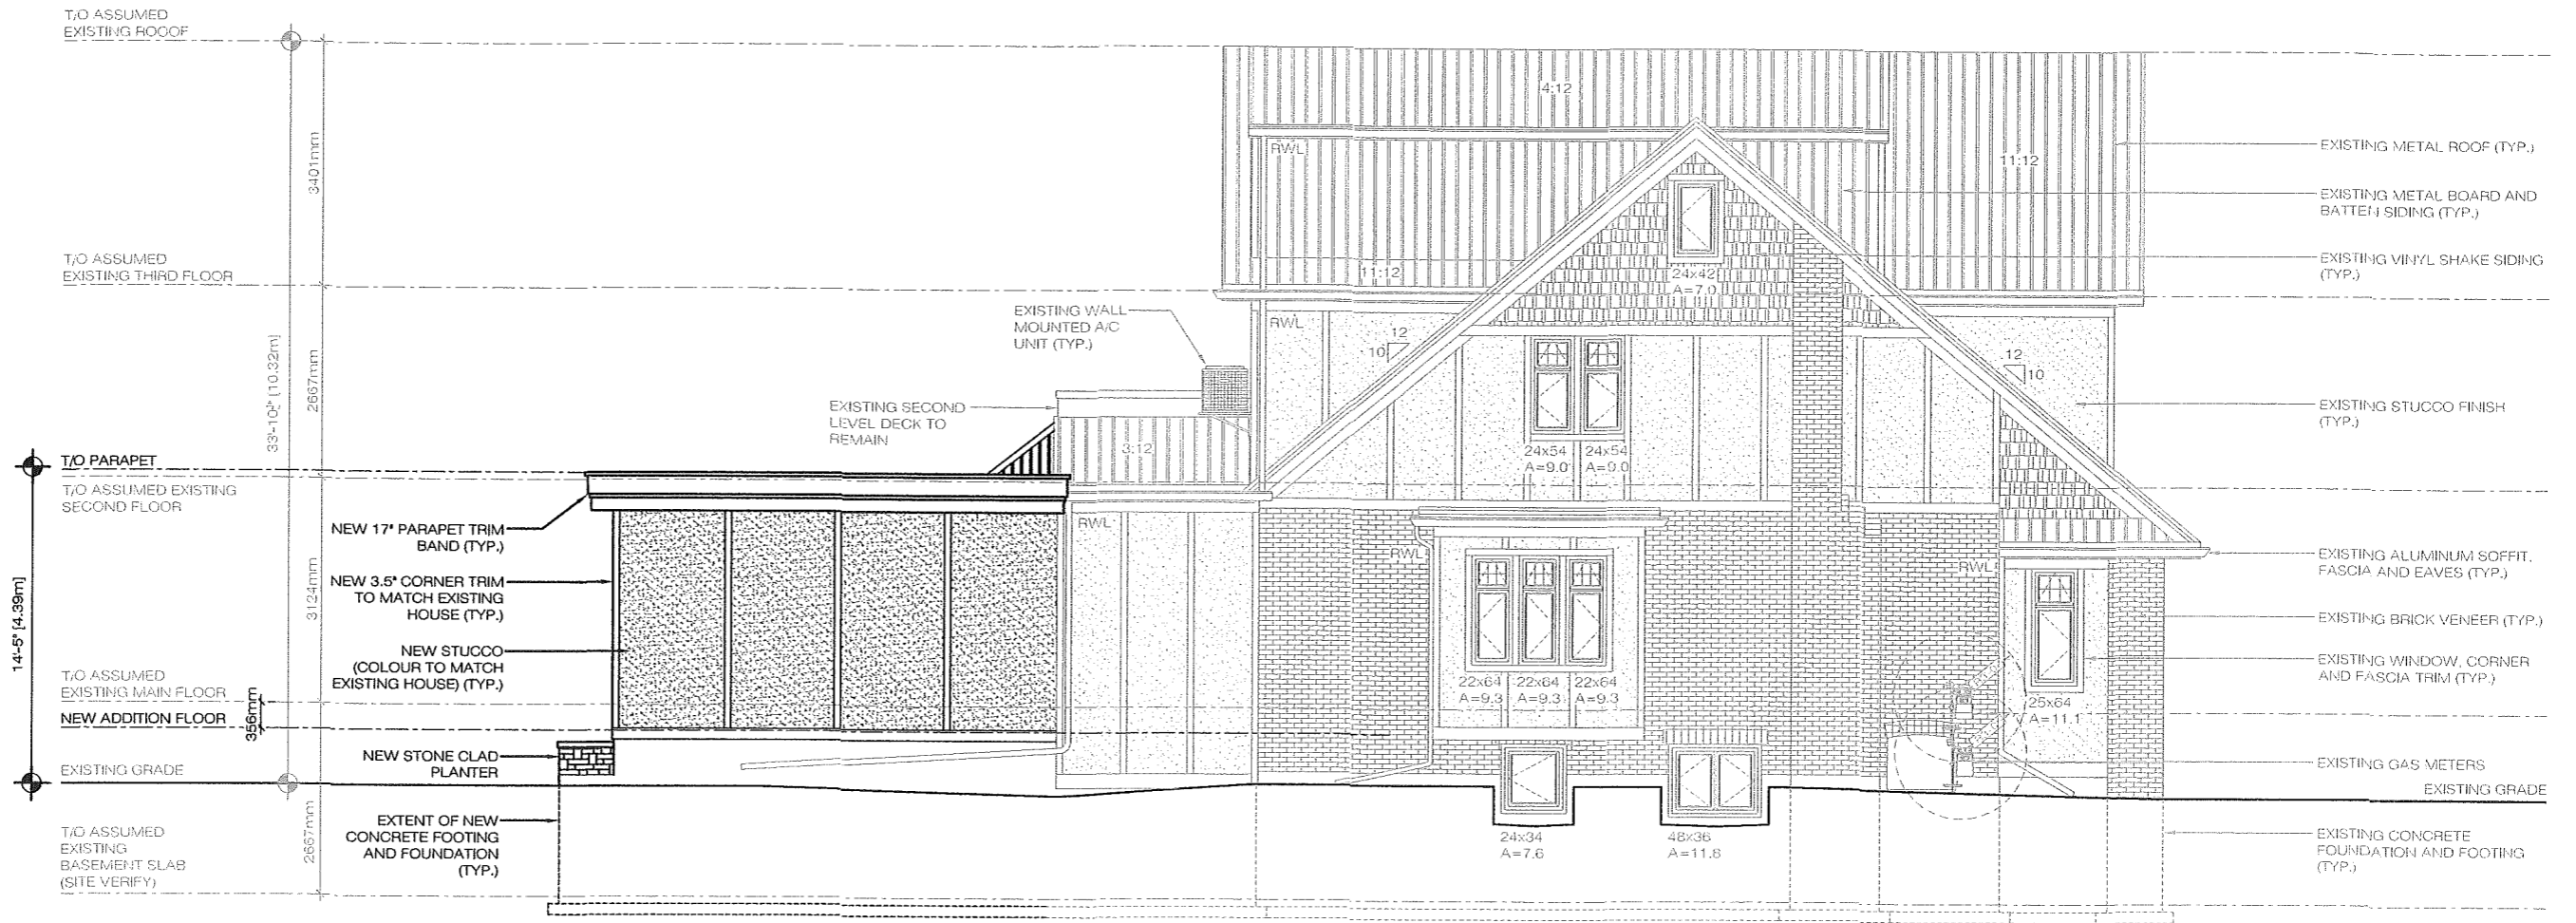 T/O ASSUMED
EXISTING ROOOF
3401mm
T/O ASSUMED
EXISTING THIRD FLOOR
33'-10¾" [10.32m]
2667mm
T/O PARAPET
T/O ASSUMED EXISTING
SECOND FLOOR
14'-5" [4.39m]
3124mm
T/O ASSUMED
EXISTING MAIN FLOOR
356mm
NEW ADDITION FLOOR
EXISTING GRADE
2667mm
T/O ASSUMED
EXISTING
BASEMENT SLAB
(SITE VERIFY)
NEW 17" PARAPET TRIM
BAND (TYP.)
NEW 3.5" CORNER TRIM
TO MATCH EXISTING
HOUSE (TYP.)
NEW STUCCO
(COLOUR TO MATCH
EXISTING HOUSE) (TYP.)
NEW STONE CLAD
PLANTER
EXTENT OF NEW
CONCRETE FOOTING
AND FOUNDATION
(TYP.)
EXISTING WALL
MOUNTED A/C
UNIT (TYP.)
EXISTING SECOND
LEVEL DECK TO
REMAIN
3:12
4:12
RWL
11:12
11:12
24x42
A=7.0
RWL
12
10
12
10
24x54
A=9.0
24x54
A=9.0
RWL
RWL
RWL
22x64
A=9.3
22x64
A=9.3
22x64
A=9.3
25x64
A=11.1
24x34
A=7.6
48x36
A=11.8
EXISTING METAL ROOF (TYP.)
EXISTING METAL BOARD AND
BATTEN SIDING (TYP.)
EXISTING VINYL SHAKE SIDING
(TYP.)
EXISTING STUCCO FINISH
(TYP.)
EXISTING ALUMINUM SOFFIT,
FASCIA AND EAVES (TYP.)
EXISTING BRICK VENEER (TYP.)
EXISTING WINDOW, CORNER
AND FASCIA TRIM (TYP.)
EXISTING GAS METERS
EXISTING GRADE
EXISTING CONCRETE
FOUNDATION AND FOOTING
(TYP.)